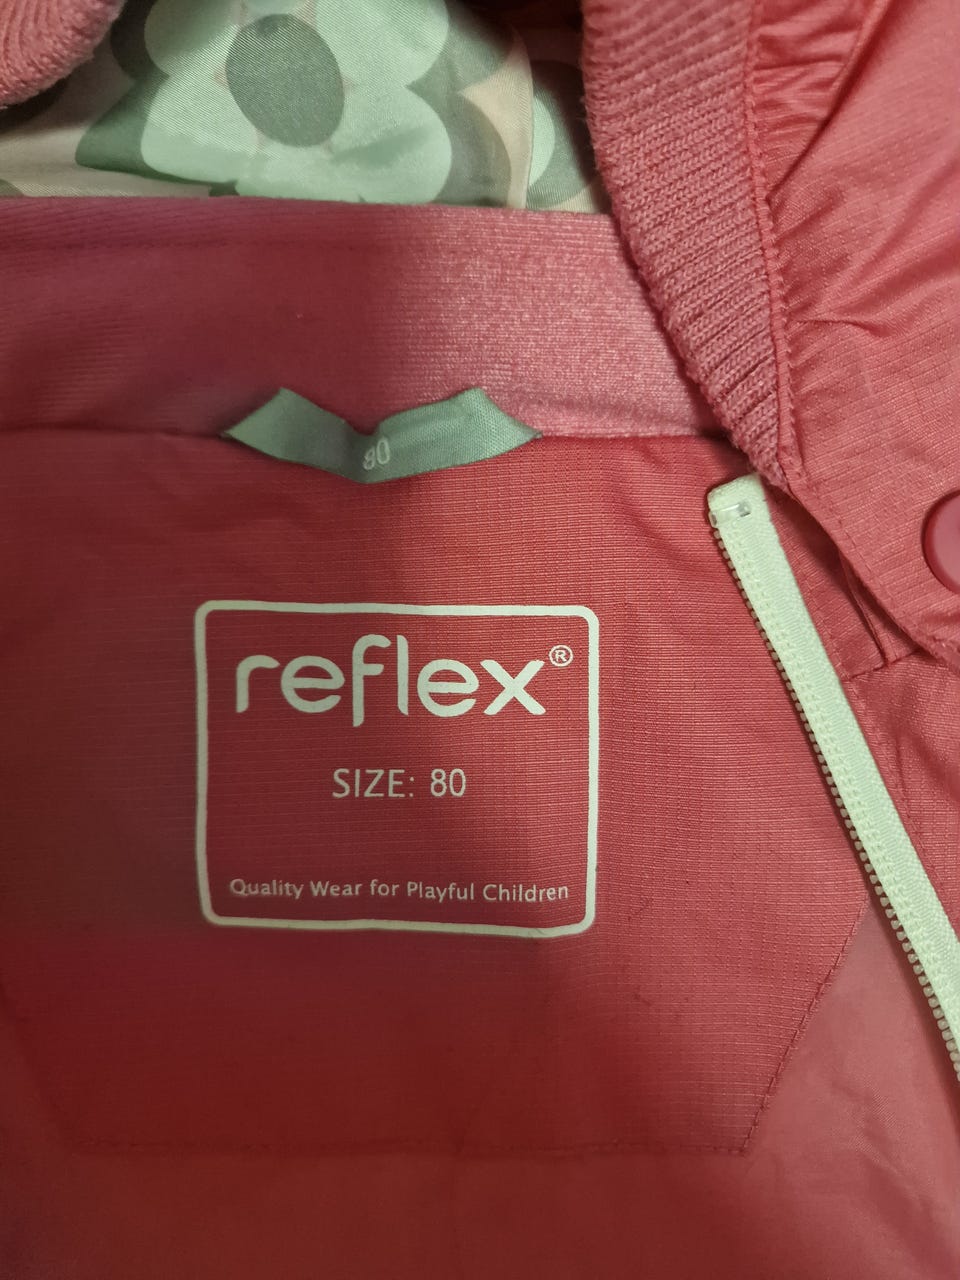 80
reflex®
SIZE: 80
Quality Wear for Playful Children